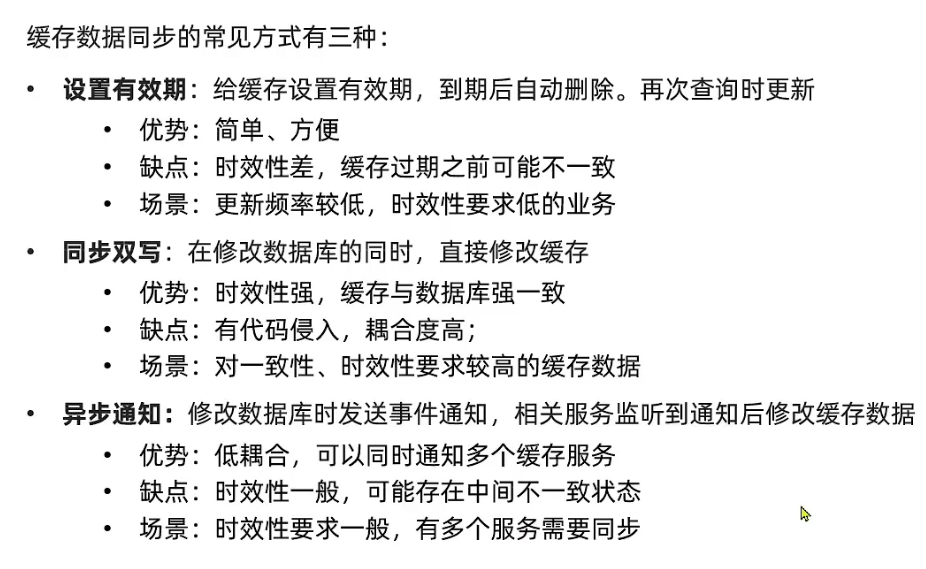 缓存数据同步的常见方式有三种：
• 设置有效期：给缓存设置有效期，到期后自动删除。再次查询时更新
• 优势：简单、方便
• 缺点：时效性差，缓存过期之前可能不一致
• 场景：更新频率较低，时效性要求低的业务
• 同步双写：在修改数据库的同时，直接修改缓存
• 优势：时效性强，缓存与数据库强一致
• 缺点：有代码侵入，耦合度高；
• 场景：对一致性、时效性要求较高的缓存数据
• 异步通知：修改数据库时发送事件通知，相关服务监听到通知后修改缓存数据
• 优势：低耦合，可以同时通知多个缓存服务
• 缺点：时效性一般，可能存在中间不一致状态
• 场景：时效性要求一般，有多个服务需要同步